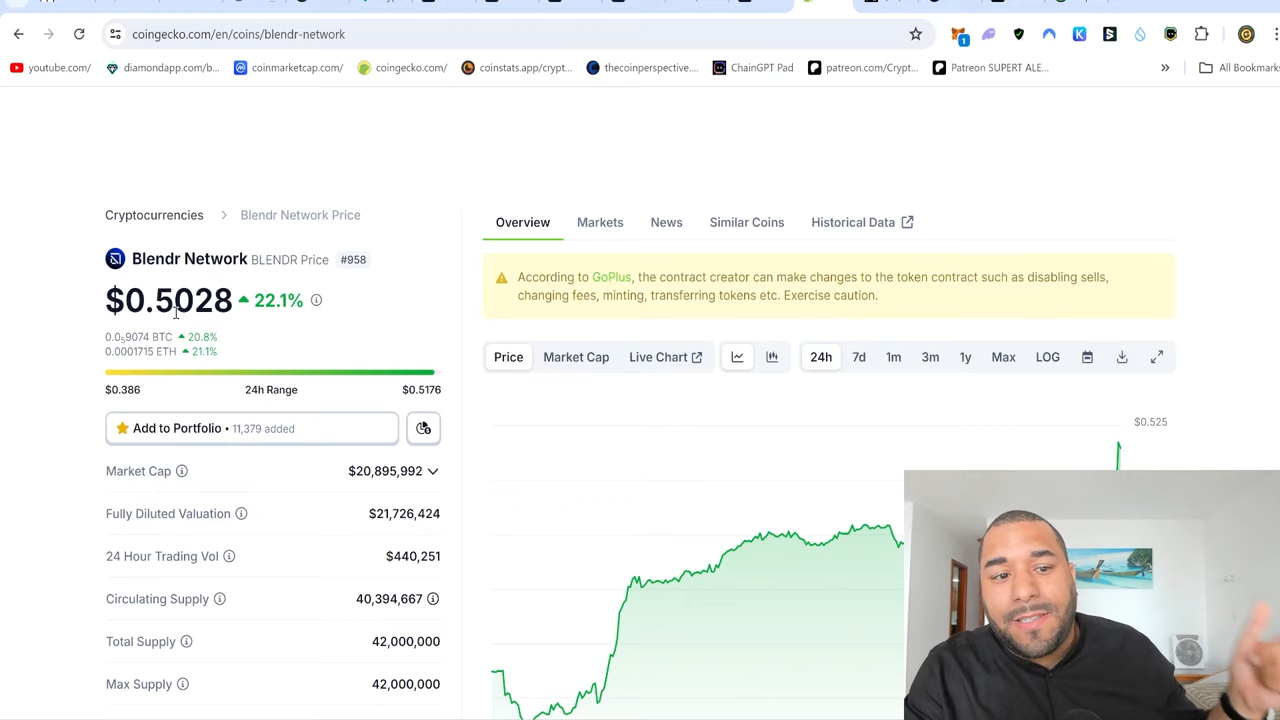 coingecko.com/en/coins/blendr-network
1
youtube.com/
diamondapp.com/b...
coinmarketcap.com/
coingecko.com/
coinstats.app/crypt...
thecoinperspective....
ChainGPT Pad
patreon.com/Crypt...
Patreon SUPERT ALE...
»
All Bookmark
Cryptocurrencies > Blendr Network Price
Overview
Markets
News
Similar Coins
Historical Data
Blendr Network BLENDR Price #958
$0.5028 22.1%
According to GoPlus, the contract creator can make changes to the token contract such as disabling sells,
changing fees, minting, transferring tokens etc. Exercise caution.
0.0₅9074 BTC 20.8%
0.0001715 ETH 21.1%
$0.386 24h Range $0.5176
Price
Market Cap
Live Chart
24h
7d
1m
3m
1y
Max
LOG
Add to Portfolio • 11,379 added
$0.525
Market Cap $20,895,992
Fully Diluted Valuation $21,726,424
24 Hour Trading Vol $440,251
Circulating Supply 40,394,667
Total Supply 42,000,000
Max Supply 42,000,000